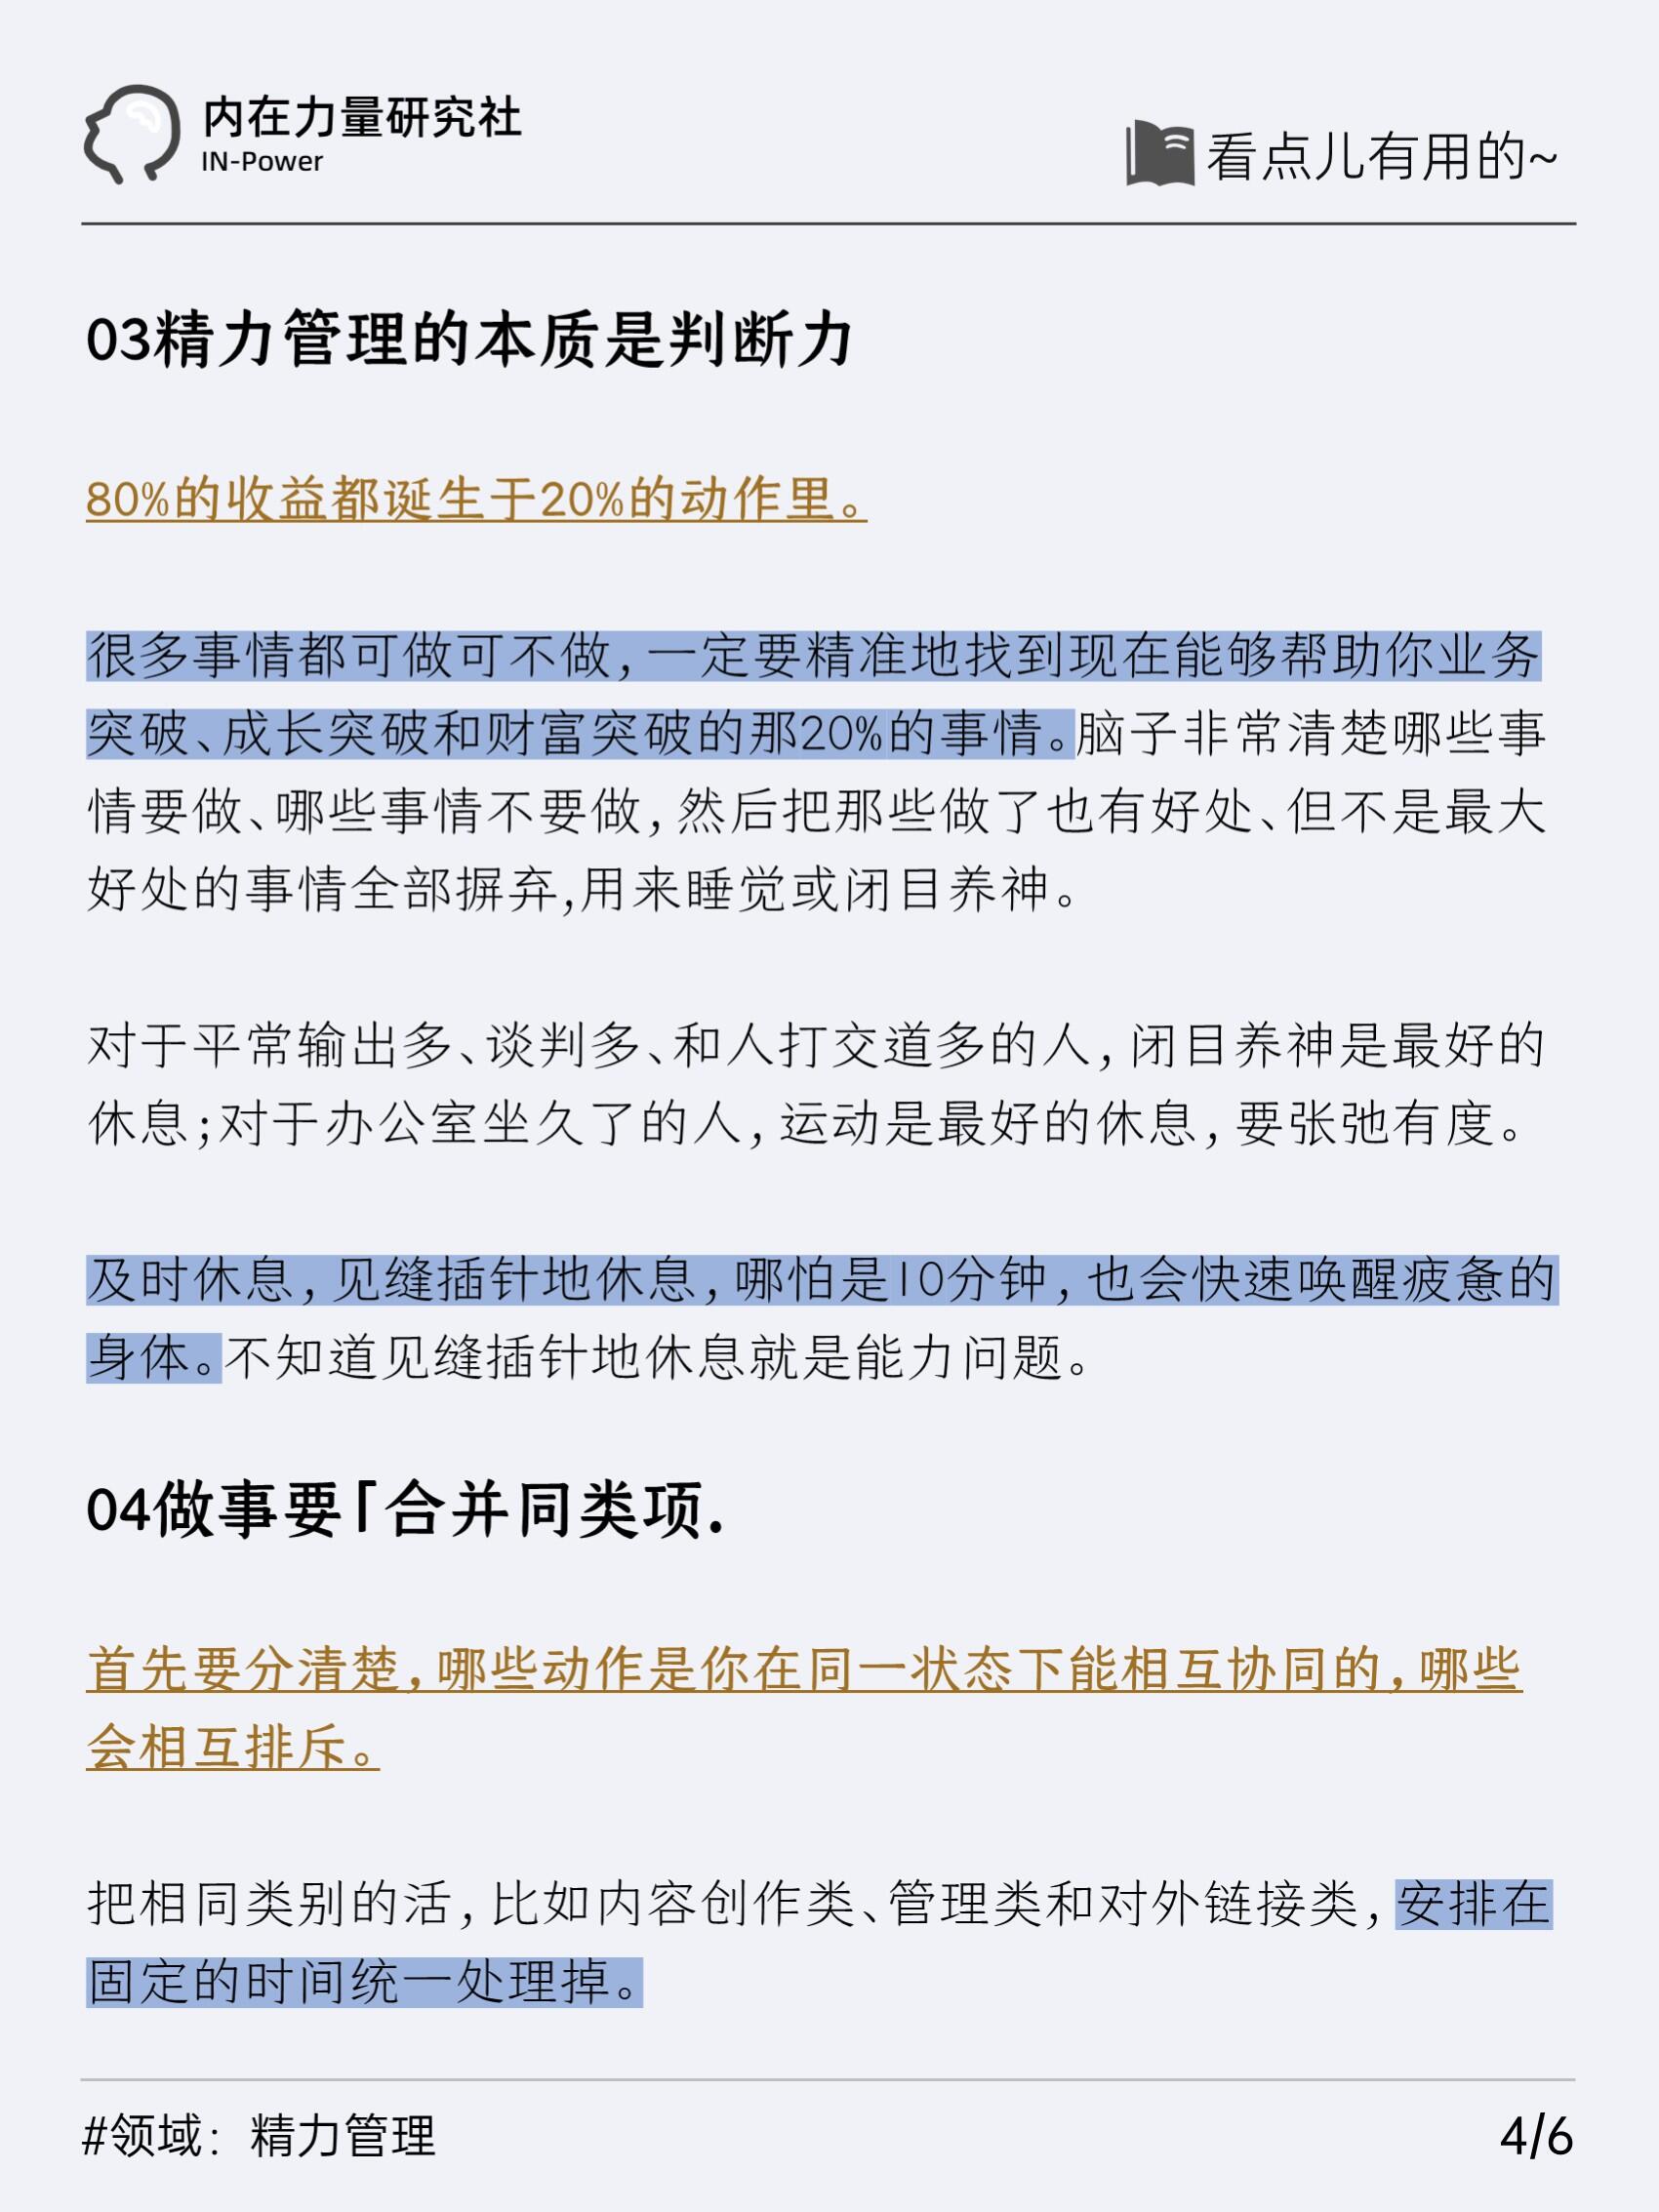 内在力量研究社
IN-Power
看点儿有用的~
03精力管理的本质是判断力
80%的收益都诞生于20%的动作里。
很多事情都可做可不做，一定要精准地找到现在能够帮助你业务
突破、成长突破和财富突破的那20%的事情。脑子非常清楚哪些事
情要做、哪些事情不要做，然后把那些做了也有好处、但不是最大
好处的事情全部摒弃,用来睡觉或闭目养神。
对于平常输出多、谈判多、和人打交道多的人，闭目养神是最好的
休息；对于办公室坐久了的人，运动是最好的休息，要张弛有度。
及时休息，见缝插针地休息，哪怕是10分钟，也会快速唤醒疲惫的
身体。不知道见缝插针地休息就是能力问题。
04做事要「合并同类项.
首先要分清楚，哪些动作是你在同一状态下能相互协同的，哪些
会相互排斥。
把相同类别的活，比如内容创作类、管理类和对外链接类，安排在
固定的时间统一处理掉。
#领域：精力管理
4/6